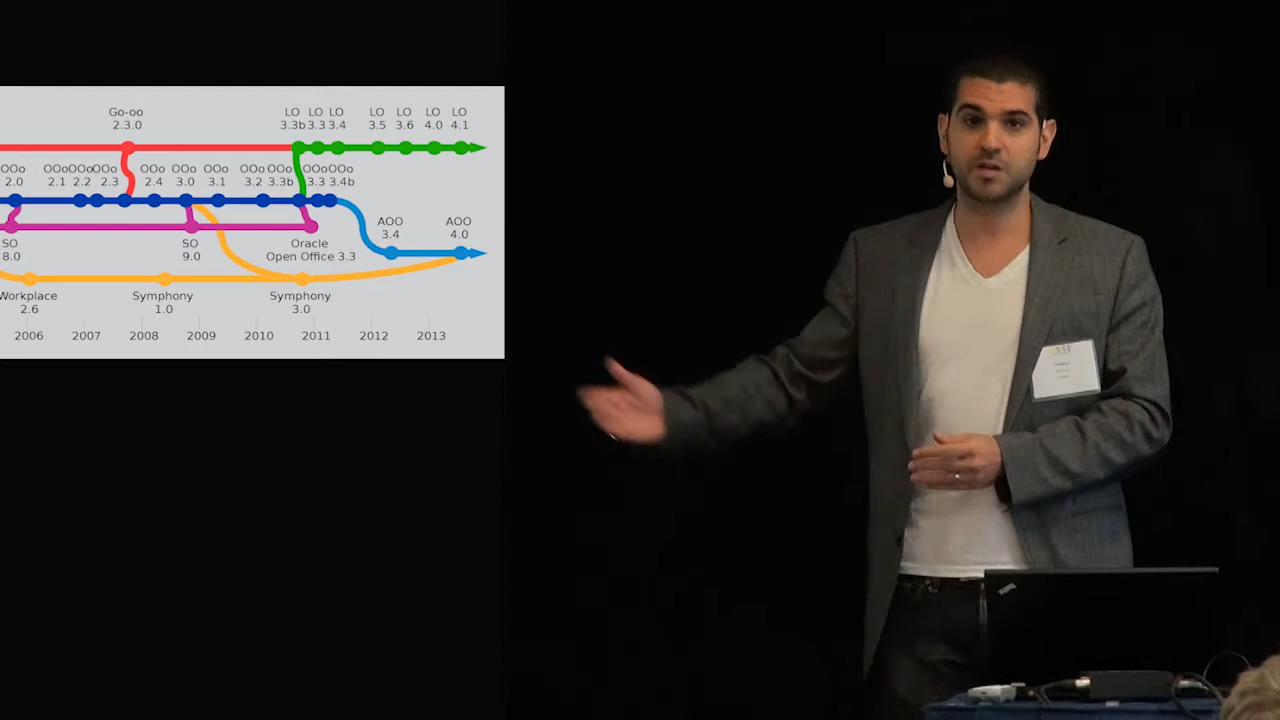 Go-oo
2.3.0
LO LO LO LO LO LO LO
3.3b 3.3 3.4 3.5 3.6 4.0 4.1
OOo OOo OOo OOo OOo OOo OOo OOo OOo OOo OOo
2.0 2.1 2.2 2.3 2.4 3.0 3.1 3.2 3.3b 3.3 3.4b
AOO AOO
3.4 4.0
SO SO Oracle
8.0 9.0 Open Office 3.3
Workplace Symphony Symphony
2.6 1.0 3.0
2006 2007 2008 2009 2010 2011 2012 2013